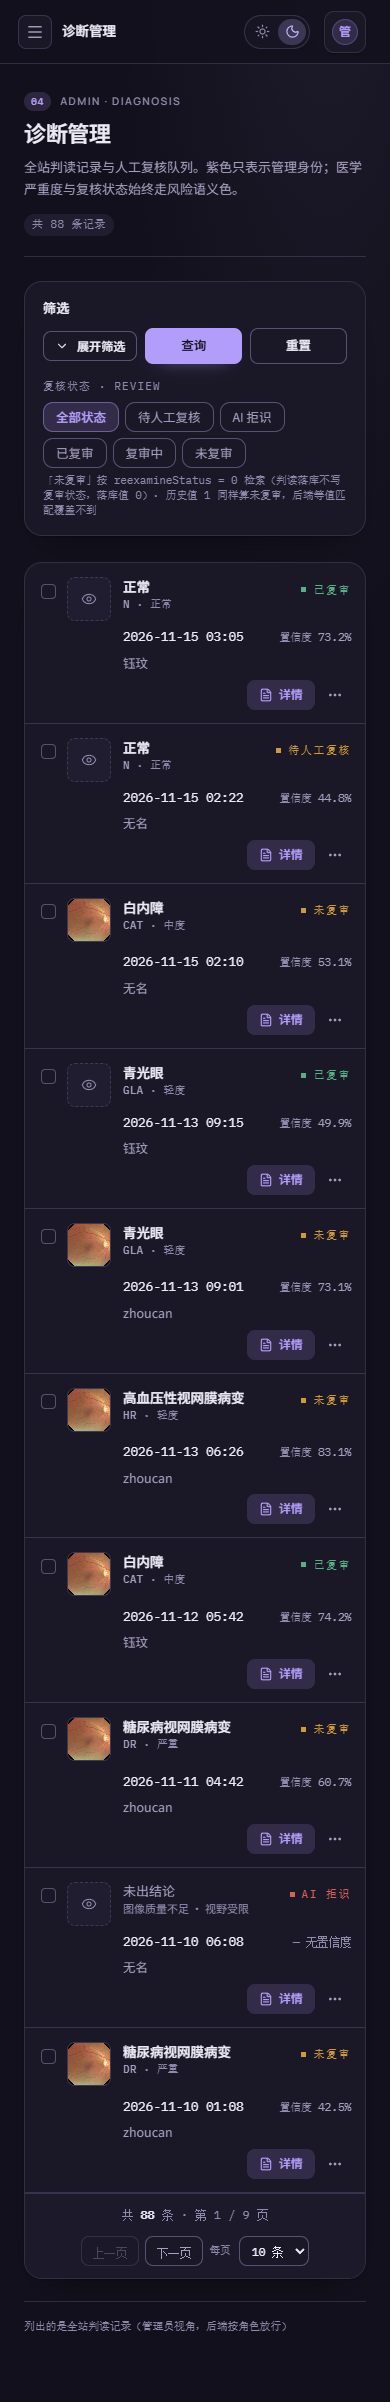 诊断管理
管
04 ADMIN · DIAGNOSIS
诊断管理
全站判读记录与人工复核队列。紫色只表示管理身份；医学
严重度与复核状态始终走风险语义色。
共 88 条记录
筛选
展开筛选 查询 重置
复核状态 · REVIEW
全部状态 待人工复核 AI 拒识
已复审 复审中 未复审
「未复审」按 reexamineStatus = 0 检索（判读落库不写
复审状态，落库值 0）· 历史值 1 同样算未复审，后端等值匹
配覆盖不到
正常 已复审
N · 正常
2026-11-15 03:05 置信度 73.2%
钰玟
详情
正常 待人工复核
N · 正常
2026-11-15 02:22 置信度 44.8%
无名
详情
白内障 未复审
CAT · 中度
2026-11-15 02:10 置信度 53.1%
无名
详情
青光眼 已复审
GLA · 轻度
2026-11-13 09:15 置信度 49.9%
钰玟
详情
青光眼 未复审
GLA · 轻度
2026-11-13 09:01 置信度 73.1%
zhoucan
详情
高血压性视网膜病变 未复审
HR · 轻度
2026-11-13 06:26 置信度 83.1%
zhoucan
详情
白内障 已复审
CAT · 中度
2026-11-12 05:42 置信度 74.2%
钰玟
详情
糖尿病视网膜病变 未复审
DR · 严重
2026-11-11 04:42 置信度 60.7%
zhoucan
详情
未出结论 AI 拒识
图像质量不足 • 视野受限
2026-11-10 06:08 — 无置信度
无名
详情
糖尿病视网膜病变 未复审
DR · 严重
2026-11-10 01:08 置信度 42.5%
zhoucan
详情
共 88 条 · 第 1 / 9 页
上一页 下一页 每页 10 条
列出的是全站判读记录（管理员视角，后端按角色放行）